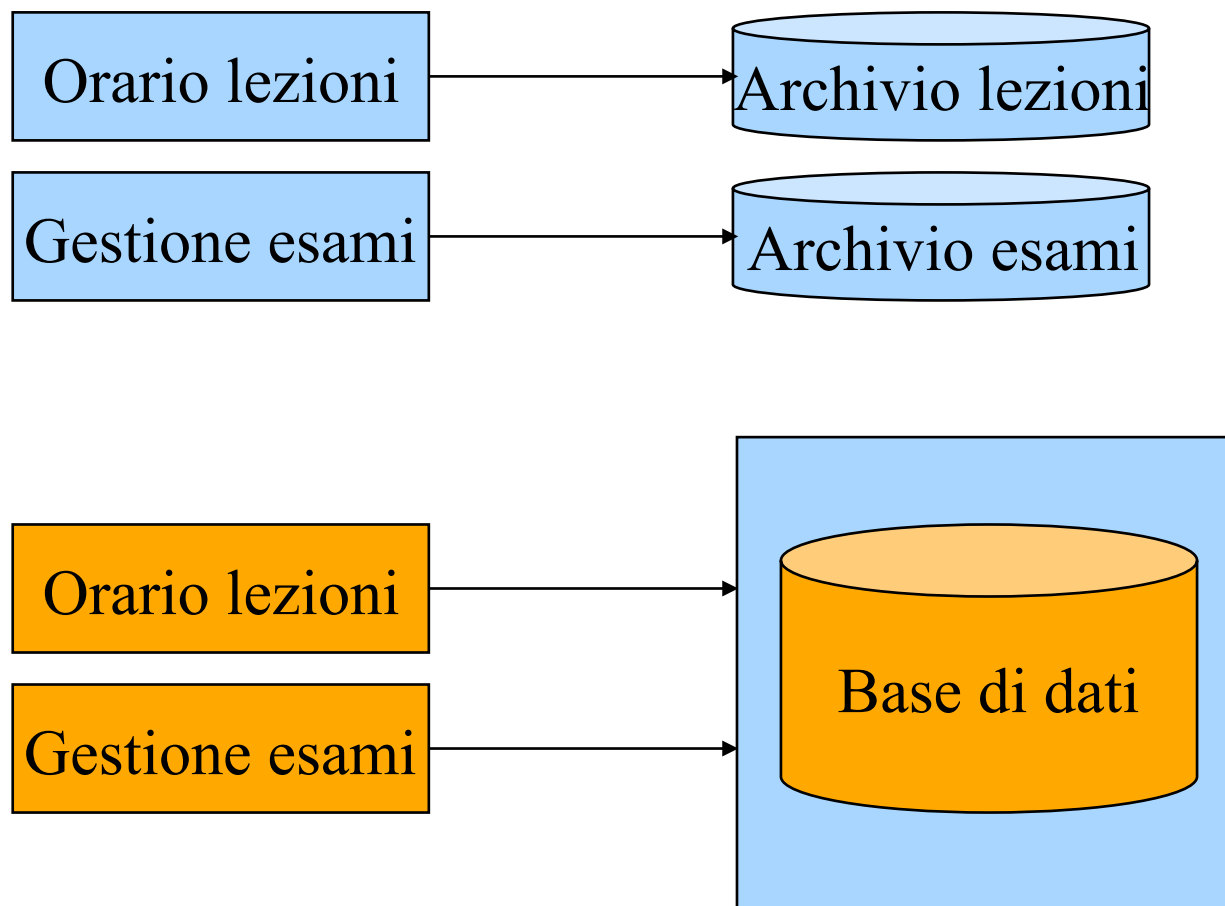 Orario lezioni
Archivio lezioni
Gestione esami
Archivio esami
Orario lezioni
Base di dati
Gestione esami